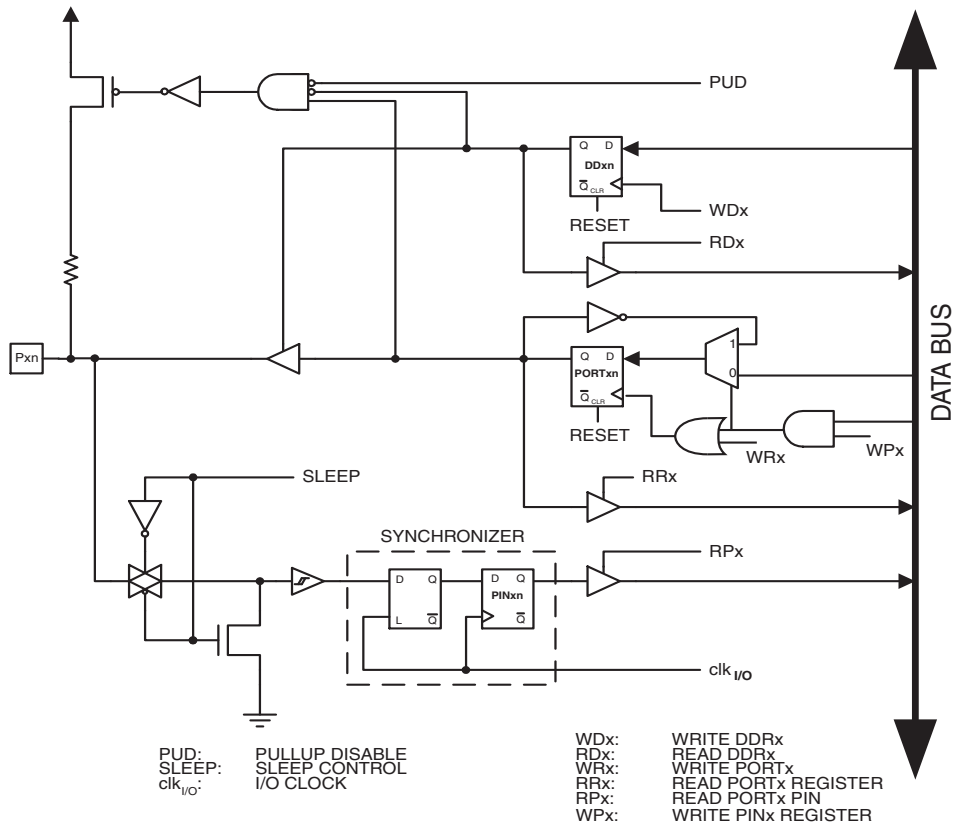 PUD
Q D
DDxn
Q CLR
WDx
RESET
RDx
1
Pxn
Q D
PORTxn
0
Q CLR
RESET
WRx
WPx
DATA BUS
SLEEP
RRx
SYNCHRONIZER
RPx
D Q
L Q
D Q
PINxn
Q
clk I/O
PUD: PULLUP DISABLE
SLEEP: SLEEP CONTROL
clkI/O: I/O CLOCK
WDx: WRITE DDRx
RDx: READ DDRx
WRx: WRITE PORTx
RRx: READ PORTx REGISTER
RPx: READ PORTx PIN
WPx: WRITE PINx REGISTER